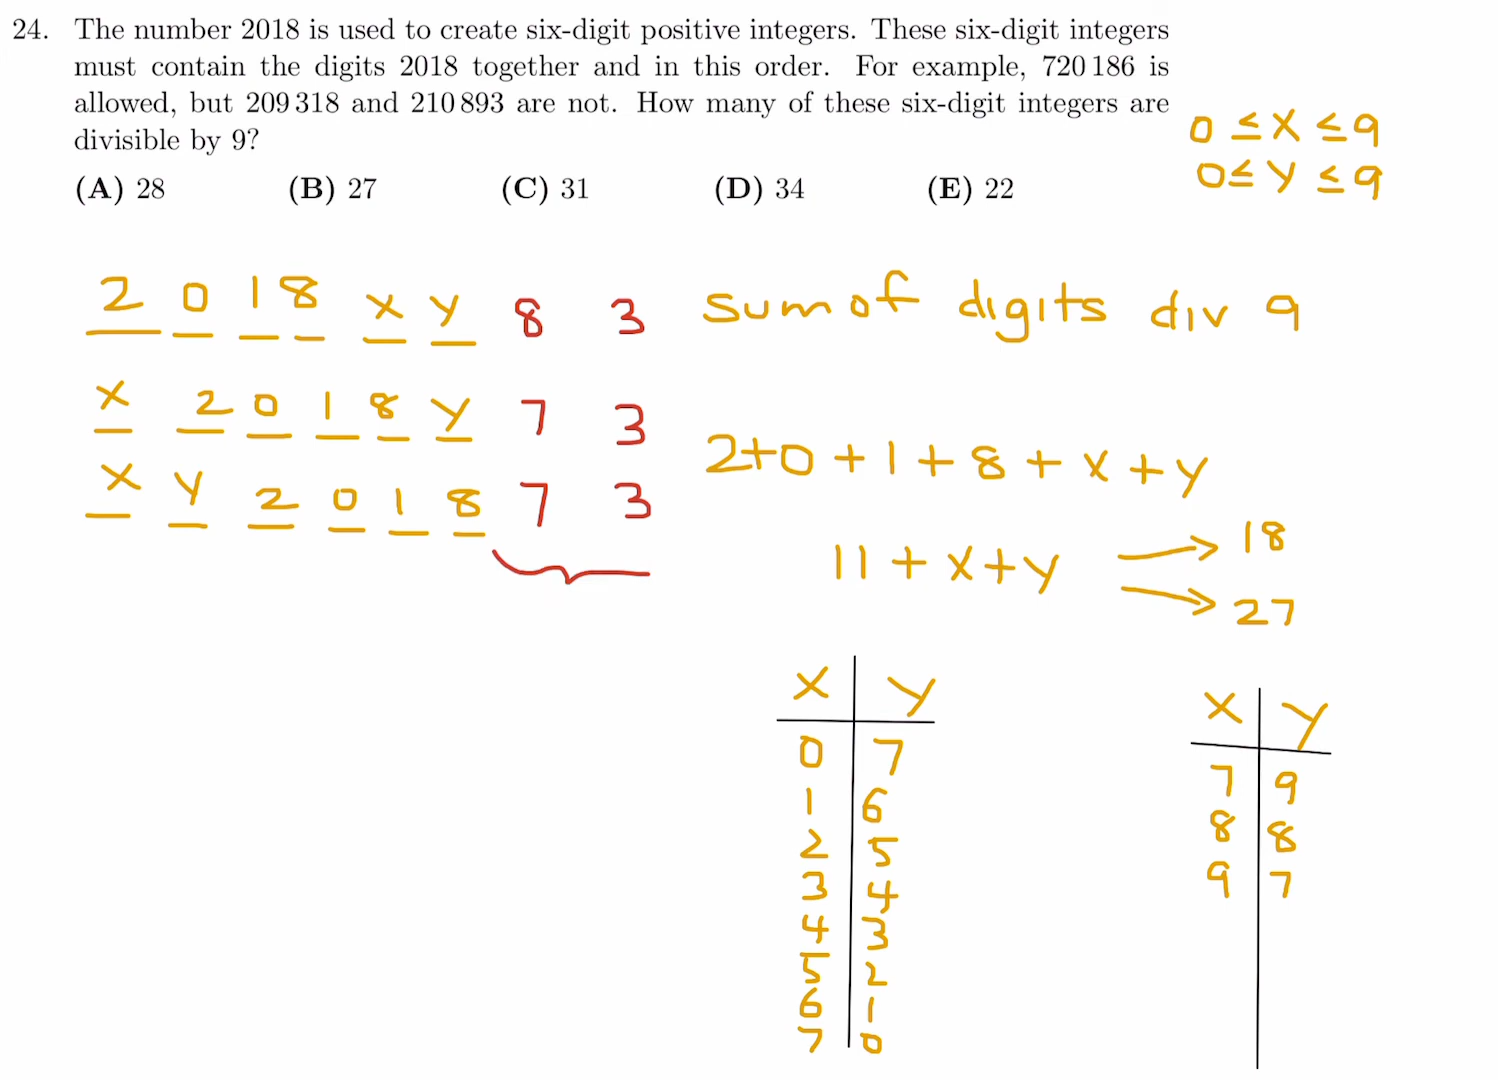 24. The number 2018 is used to create six-digit positive integers. These six-digit integers
must contain the digits 2018 together and in this order. For example, 720 186 is
allowed, but 209 318 and 210 893 are not. How many of these six-digit integers are
divisible by 9?
(A) 28 (B) 27 (C) 31 (D) 34 (E) 22
0 ≤ x ≤ 9
0 ≤ y ≤ 9
2 0 1 8 x y 8 3
sum of digits div 9
x 2 0 1 8 y 7 3
2+0+1+8+x+y
x y 2 0 1 8 7 3
11+x+y
18
27
x y
0 7
1 6
2 5
3 4
4 3
5 2
6 1
7 0
x y
7 9
8 8
9 7